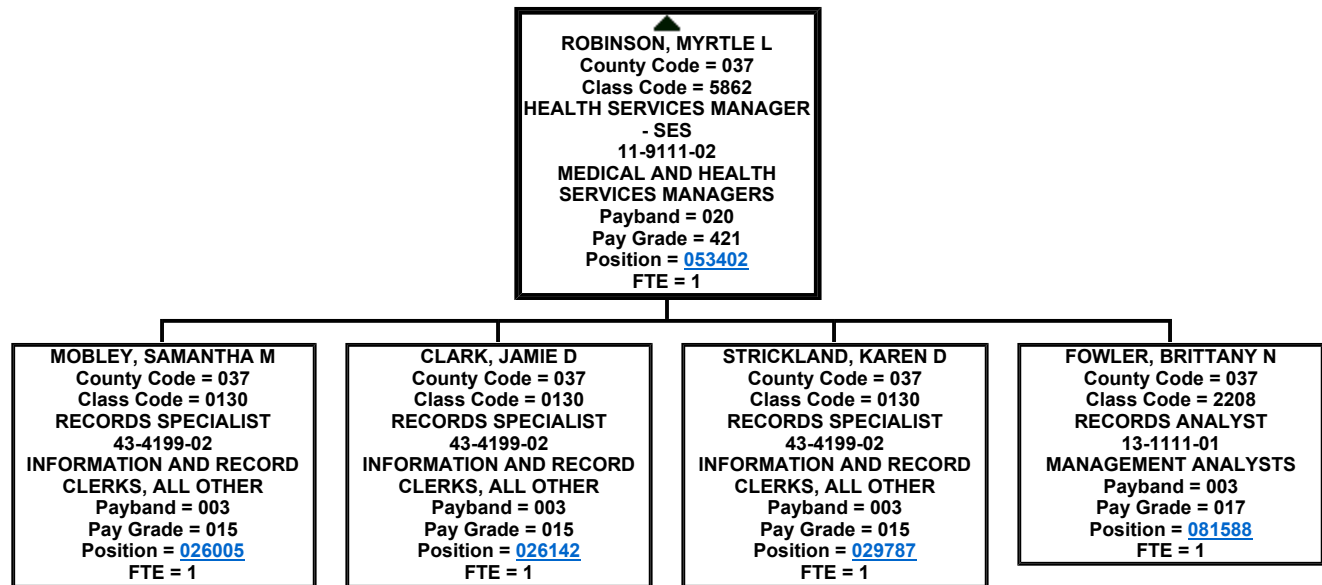 ROBINSON, MYRTLE L
County Code = 037
Class Code = 5862
HEALTH SERVICES MANAGER
- SES
11-9111-02
MEDICAL AND HEALTH
SERVICES MANAGERS
Payband = 020
Pay Grade = 421
Position = 053402
FTE = 1
MOBLEY, SAMANTHA M
County Code = 037
Class Code = 0130
RECORDS SPECIALIST
43-4199-02
INFORMATION AND RECORD
CLERKS, ALL OTHER
Payband = 003
Pay Grade = 015
Position = 026005
FTE = 1
CLARK, JAMIE D
County Code = 037
Class Code = 0130
RECORDS SPECIALIST
43-4199-02
INFORMATION AND RECORD
CLERKS, ALL OTHER
Payband = 003
Pay Grade = 015
Position = 026142
FTE = 1
STRICKLAND, KAREN D
County Code = 037
Class Code = 0130
RECORDS SPECIALIST
43-4199-02
INFORMATION AND RECORD
CLERKS, ALL OTHER
Payband = 003
Pay Grade = 015
Position = 029787
FTE = 1
FOWLER, BRITTANY N
County Code = 037
Class Code = 2208
RECORDS ANALYST
13-1111-01
MANAGEMENT ANALYSTS
Payband = 003
Pay Grade = 017
Position = 081588
FTE = 1